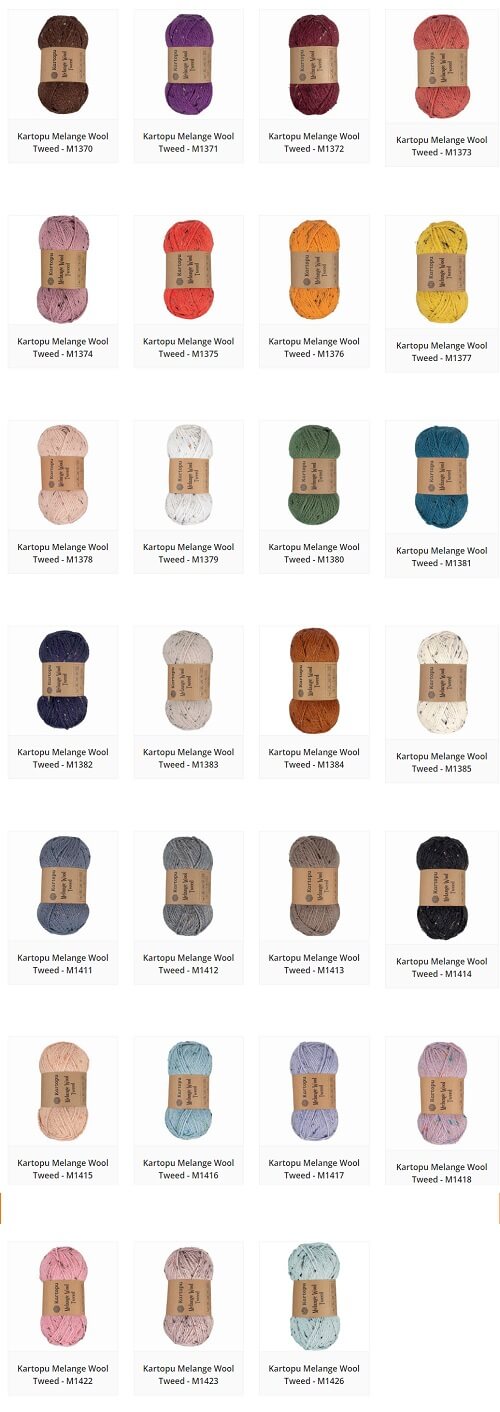 Kartopu Melange Wool
Tweed - M1370
Kartopu Melange Wool
Tweed - M1371
Kartopu Melange Wool
Tweed - M1372
Kartopu Melange Wool
Tweed - M1373
Kartopu Melange Wool
Tweed - M1374
Kartopu Melange Wool
Tweed - M1375
Kartopu Melange Wool
Tweed - M1376
Kartopu Melange Wool
Tweed - M1377
Kartopu Melange Wool
Tweed - M1378
Kartopu Melange Wool
Tweed - M1379
Kartopu Melange Wool
Tweed - M1380
Kartopu Melange Wool
Tweed - M1381
Kartopu Melange Wool
Tweed - M1382
Kartopu Melange Wool
Tweed - M1383
Kartopu Melange Wool
Tweed - M1384
Kartopu Melange Wool
Tweed - M1385
Kartopu Melange Wool
Tweed - M1411
Kartopu Melange Wool
Tweed - M1412
Kartopu Melange Wool
Tweed - M1413
Kartopu Melange Wool
Tweed - M1414
Kartopu Melange Wool
Tweed - M1415
Kartopu Melange Wool
Tweed - M1416
Kartopu Melange Wool
Tweed - M1417
Kartopu Melange Wool
Tweed - M1418
Kartopu Melange Wool
Tweed - M1422
Kartopu Melange Wool
Tweed - M1423
Kartopu Melange Wool
Tweed - M1426